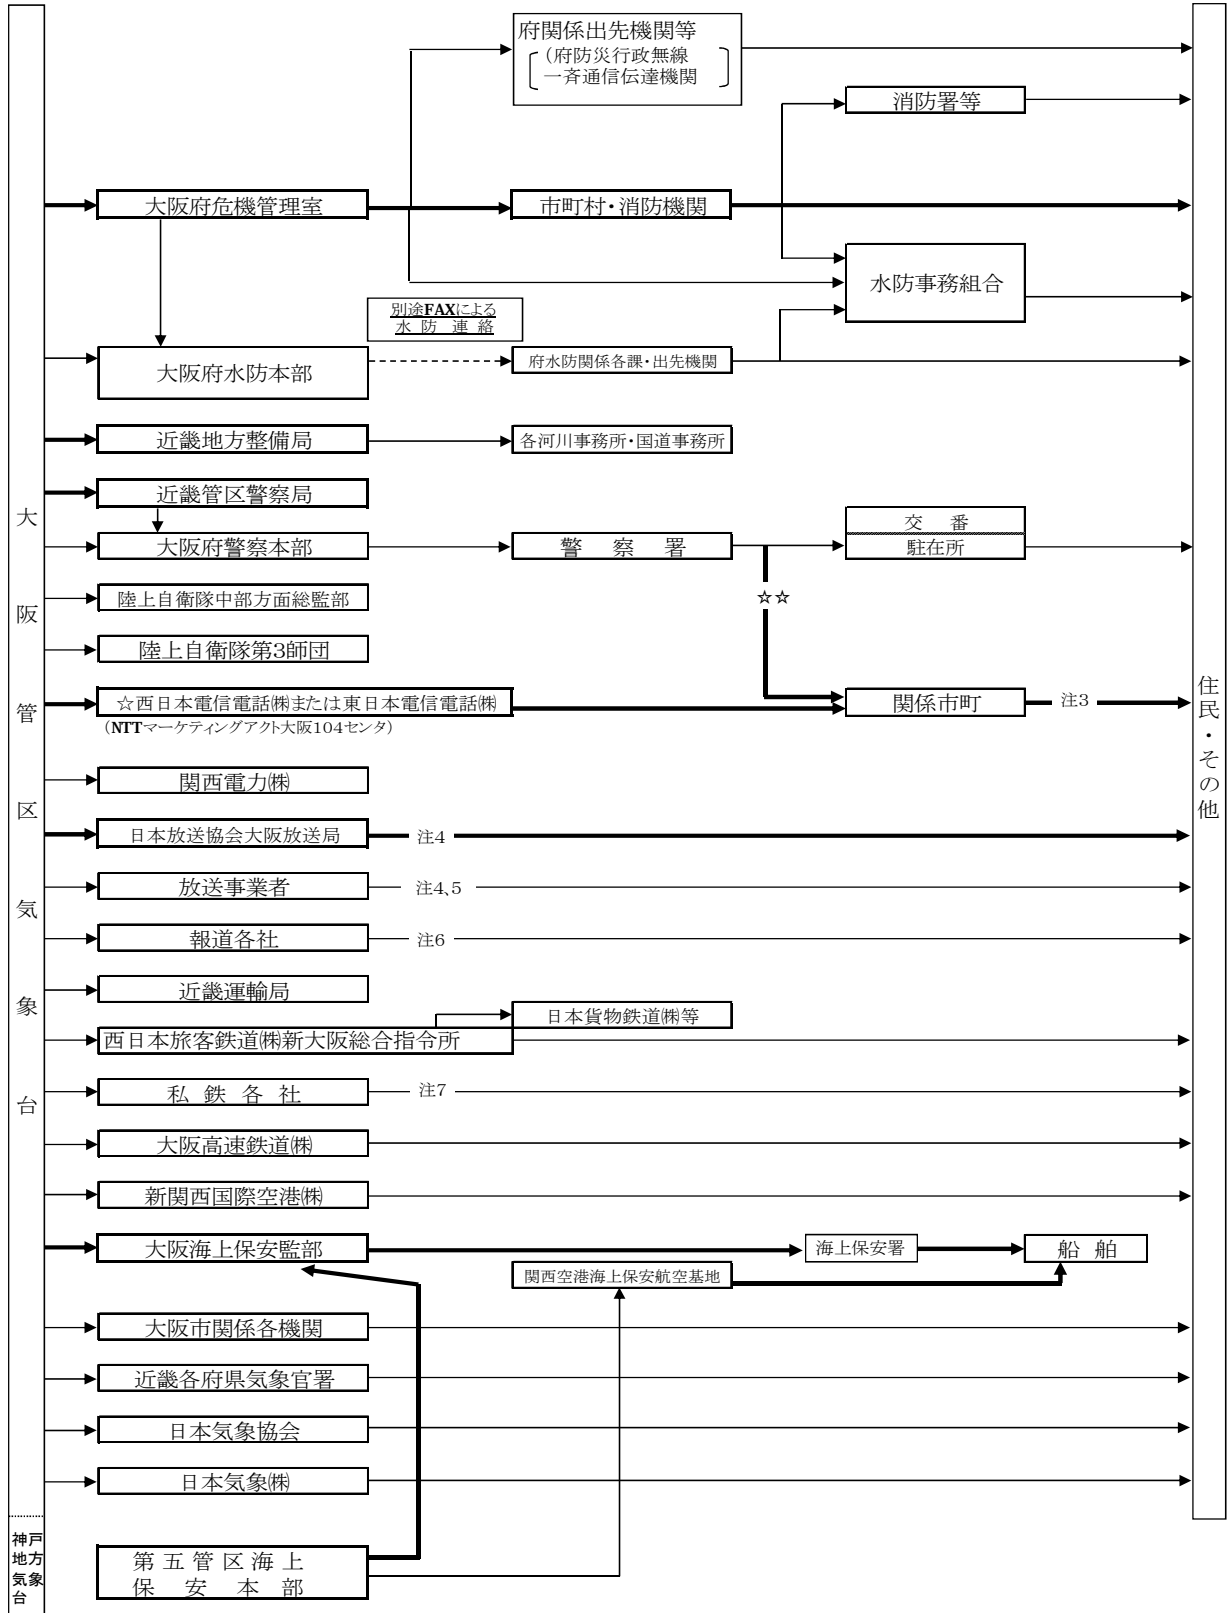 府関係出先機関等
(府防災行政無線
一斉通信伝達機関
消防署等
大阪府危機管理室
市町村・消防機関
水防事務組合
別途FAXによる
水防連絡
大阪府水防本部
府水防関係各課・出先機関
近畿地方整備局
各河川事務所・国道事務所
近畿管区警察局
大阪府警察本部
警察署
交番
駐在所
☆☆
陸上自衛隊中部方面総監部
陸上自衛隊第3師団
☆西日本電信電話㈱または東日本電信電話㈱
(NTTマーケティングアクト大阪104センタ)
関係市町
注3
関西電力㈱
日本放送協会大阪放送局
注4
放送事業者
注4、5
報道各社
注6
近畿運輸局
日本貨物鉄道㈱等
西日本旅客鉄道㈱新大阪総合指令所
私鉄各社
注7
大阪高速鉄道㈱
新関西国際空港㈱
大阪海上保安監部
海上保安署
船舶
関西空港海上保安航空基地
大阪市関係各機関
近畿各府県気象官署
日本気象協会
日本気象㈱
第五管区海上
保安本部
大阪管区気象台
神戸
地方
気象
台
住民・その他